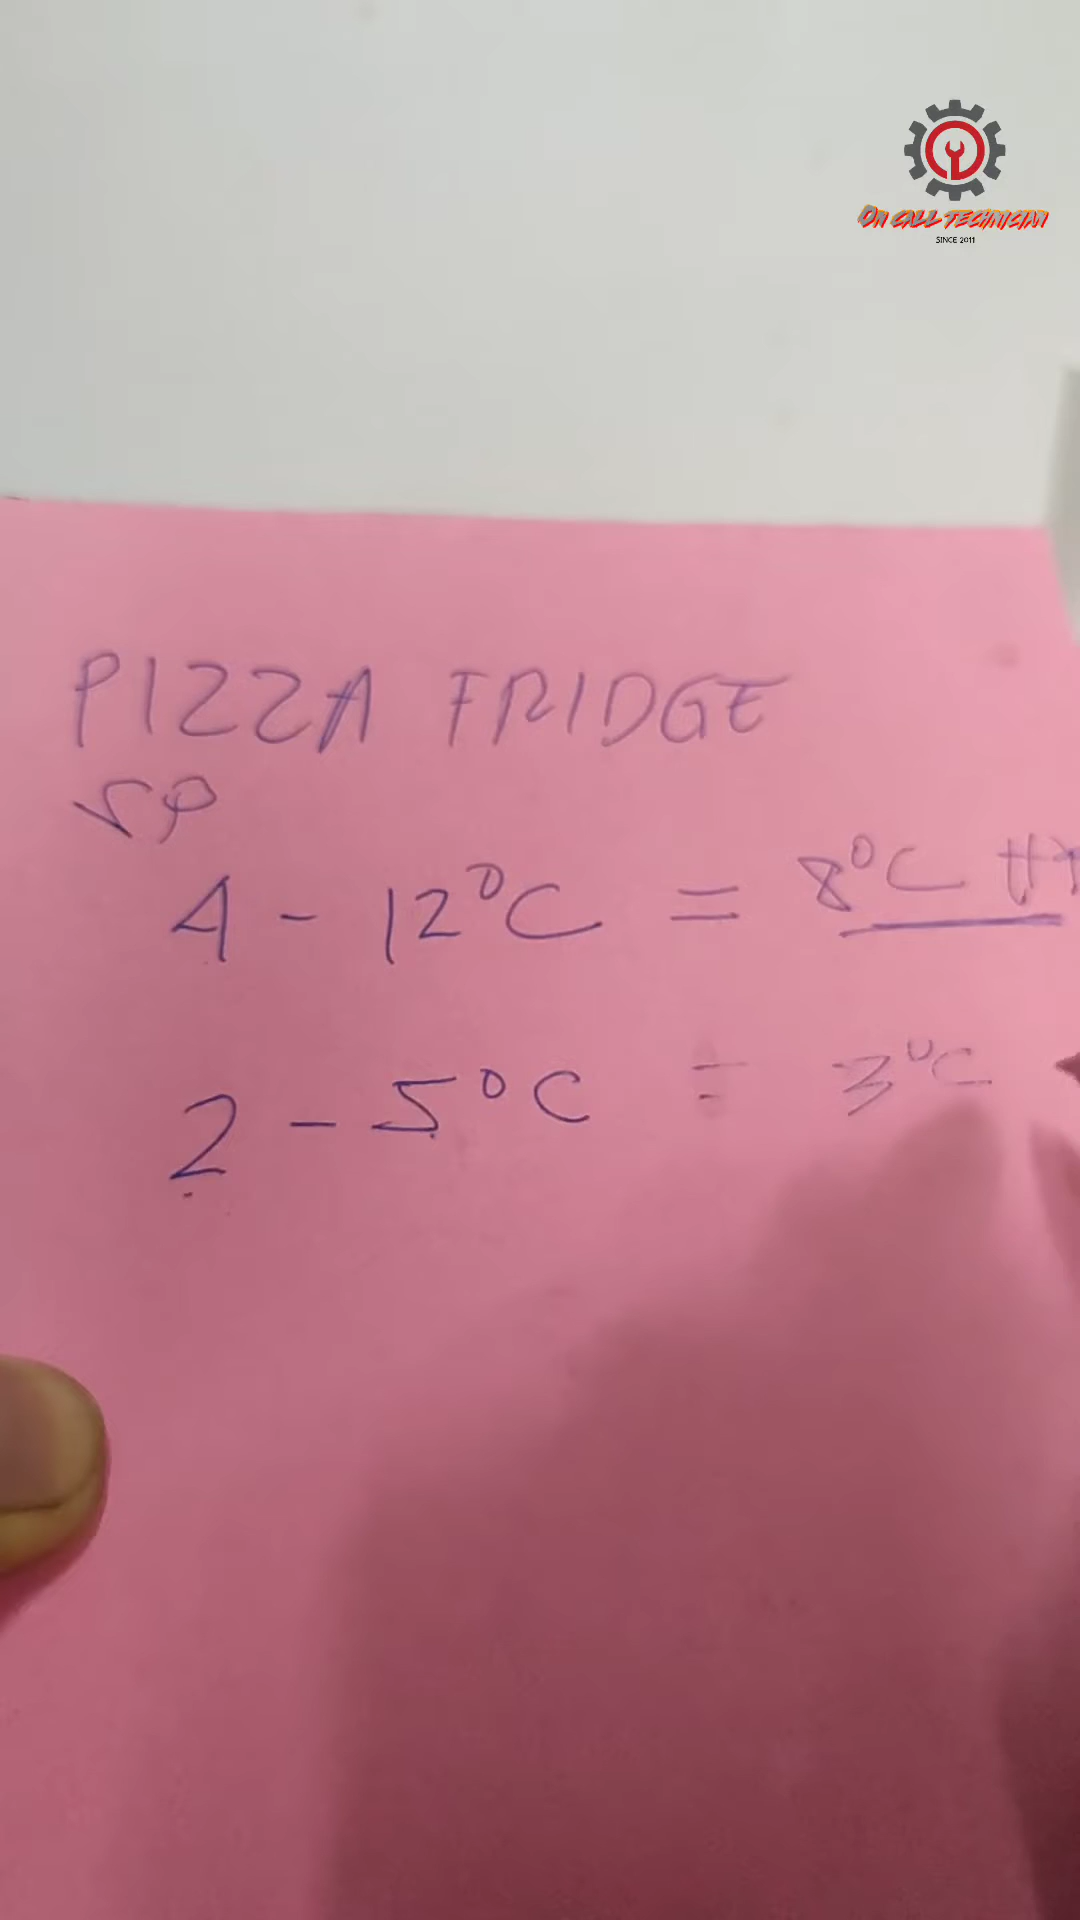 On call technician
SINCE 2011
PIZZA FRIDGE
SP
4 - 12°C = 8°C
2 - 5°C = 3°C